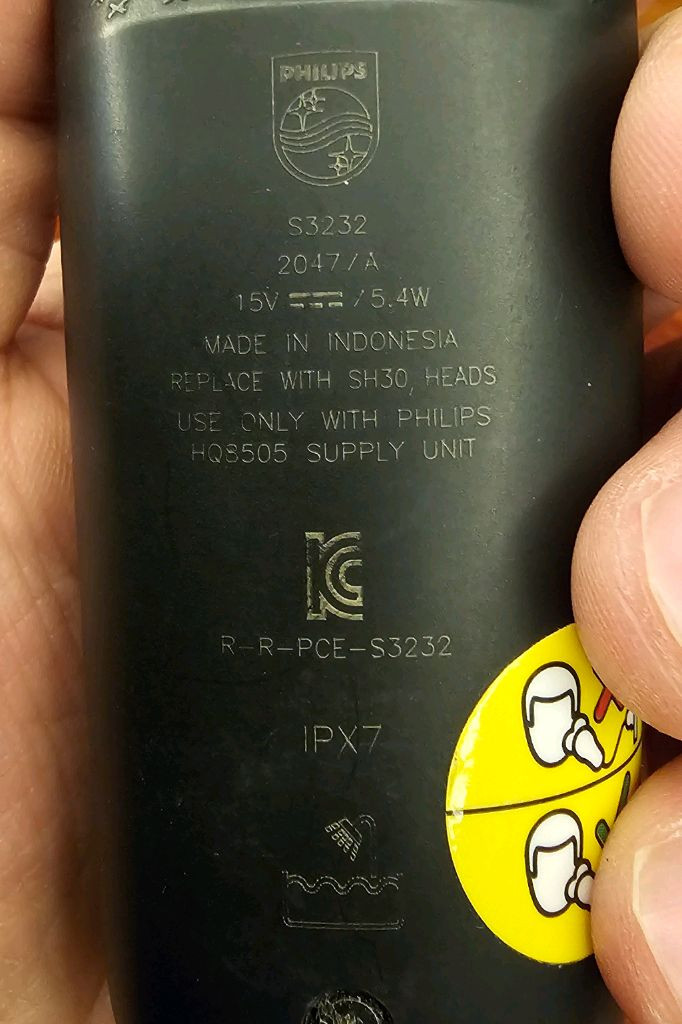 PHILIPS
S3232
2047/A
15V ⎓ / 5.4W
MADE IN INDONESIA
REPLACE WITH SH30, HEADS
USE ONLY WITH PHILIPS
HQ8505 SUPPLY UNIT
KC
R-R-PCE-S3232
IPX7